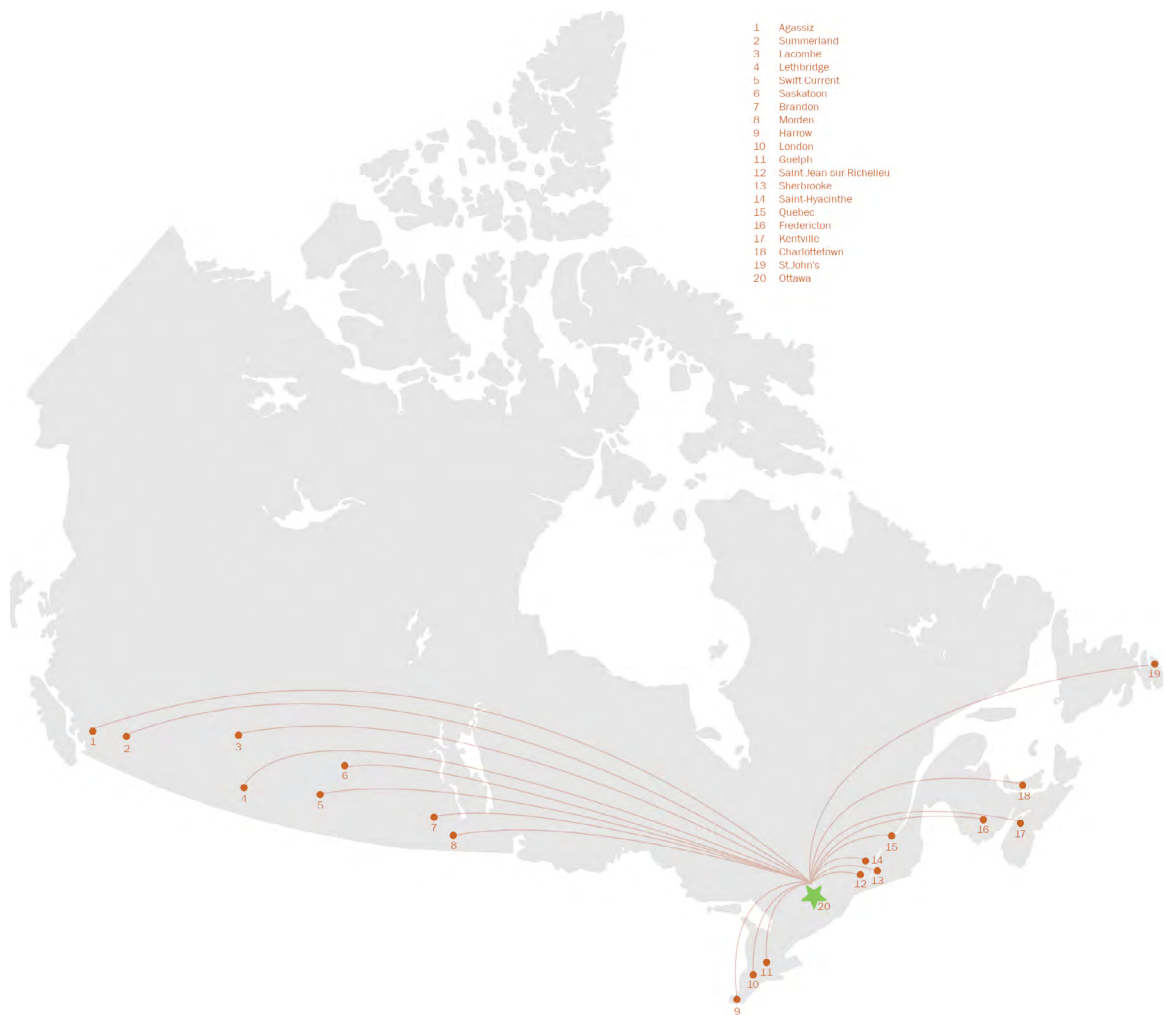 1 Agassiz
2 Summerland
3 Lacombe
4 Lethbridge
5 Swift Current
6 Saskatoon
7 Brandon
8 Morden
9 Harrow
10 London
11 Guelph
12 Saint Jean sur Richelieu
13 Sherbrooke
14 Saint-Hyacinthe
15 Quebec
16 Fredericton
17 Kentville
18 Charlottetown
19 St.John's
20 Ottawa
19
1
2
3
6
4
5
18
7
16
17
8
15
14
12
13
20
11
10
9